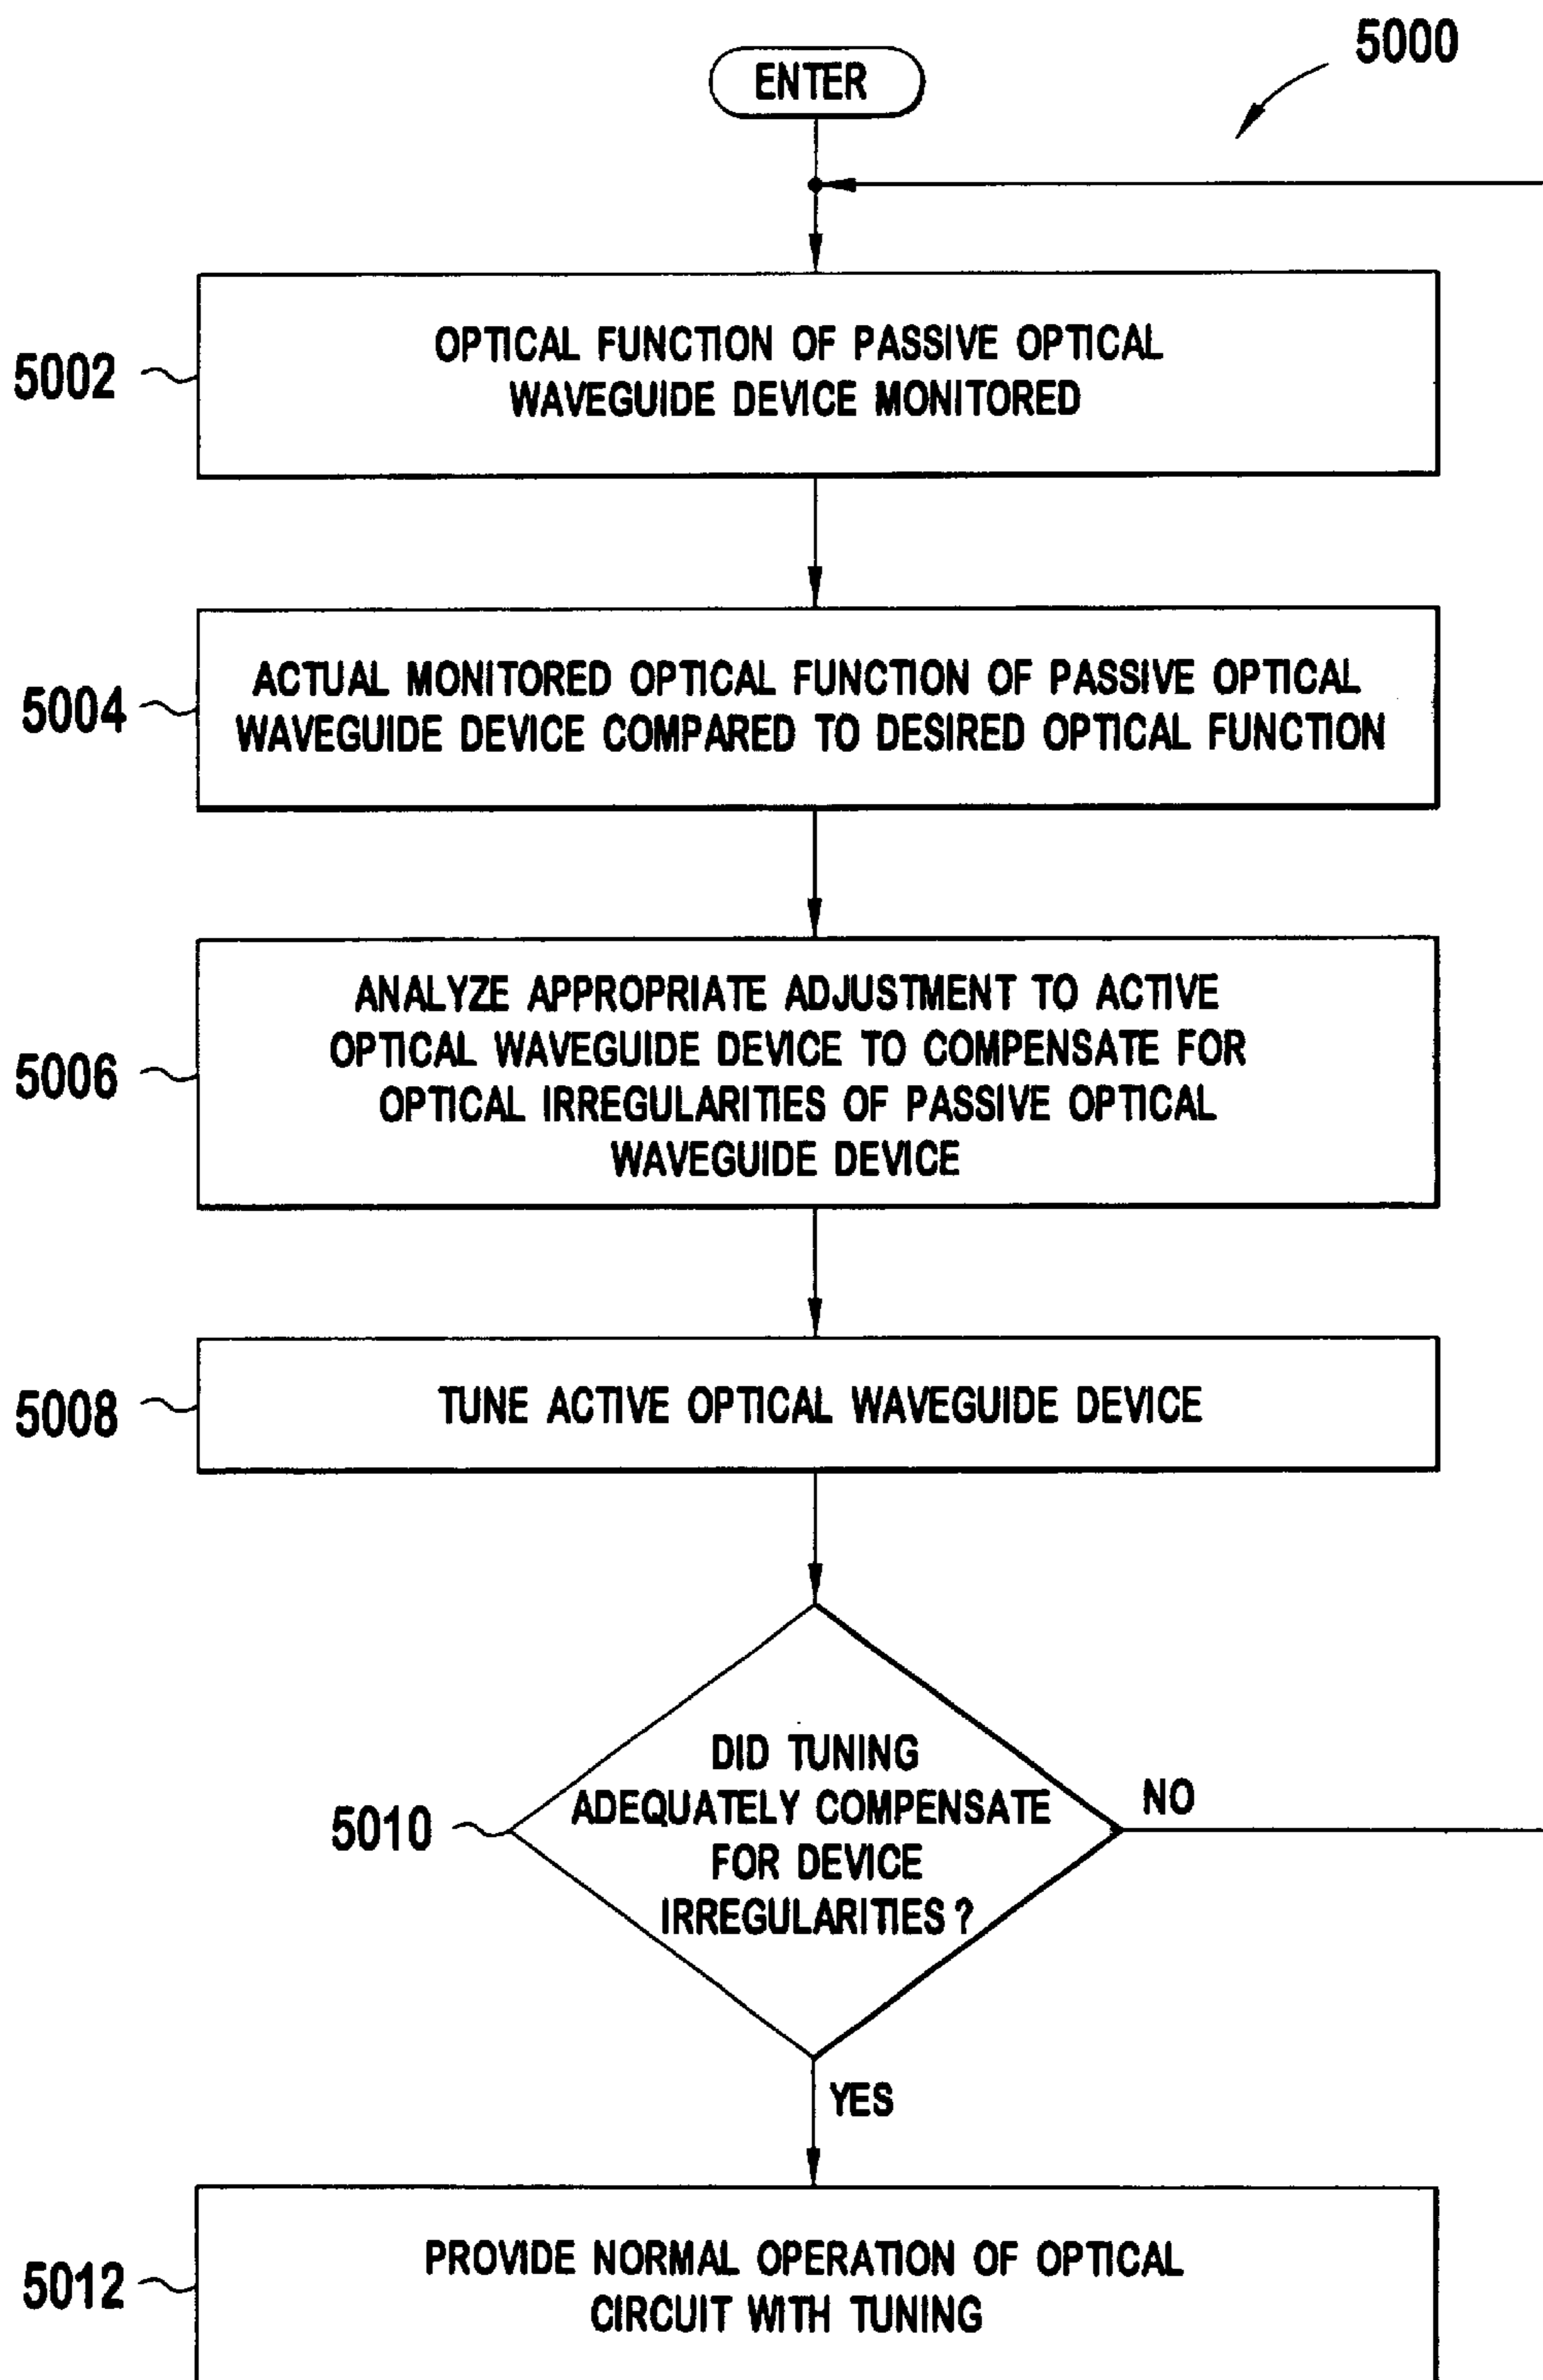 5000
ENTER
5002
OPTICAL FUNCTION OF PASSIVE OPTICAL
WAVEGUIDE DEVICE MONITORED
5004
ACTUAL MONITORED OPTICAL FUNCTION OF PASSIVE OPTICAL
WAVEGUIDE DEVICE COMPARED TO DESIRED OPTICAL FUNCTION
5006
ANALYZE APPROPRIATE ADJUSTMENT TO ACTIVE
OPTICAL WAVEGUIDE DEVICE TO COMPENSATE FOR
OPTICAL IRREGULARITIES OF PASSIVE OPTICAL
WAVEGUIDE DEVICE
5008
TUNE ACTIVE OPTICAL WAVEGUIDE DEVICE
5010
DID TUNING
ADEQUATELY COMPENSATE
FOR DEVICE
IRREGULARITIES?
NO
YES
5012
PROVIDE NORMAL OPERATION OF OPTICAL
CIRCUIT WITH TUNING